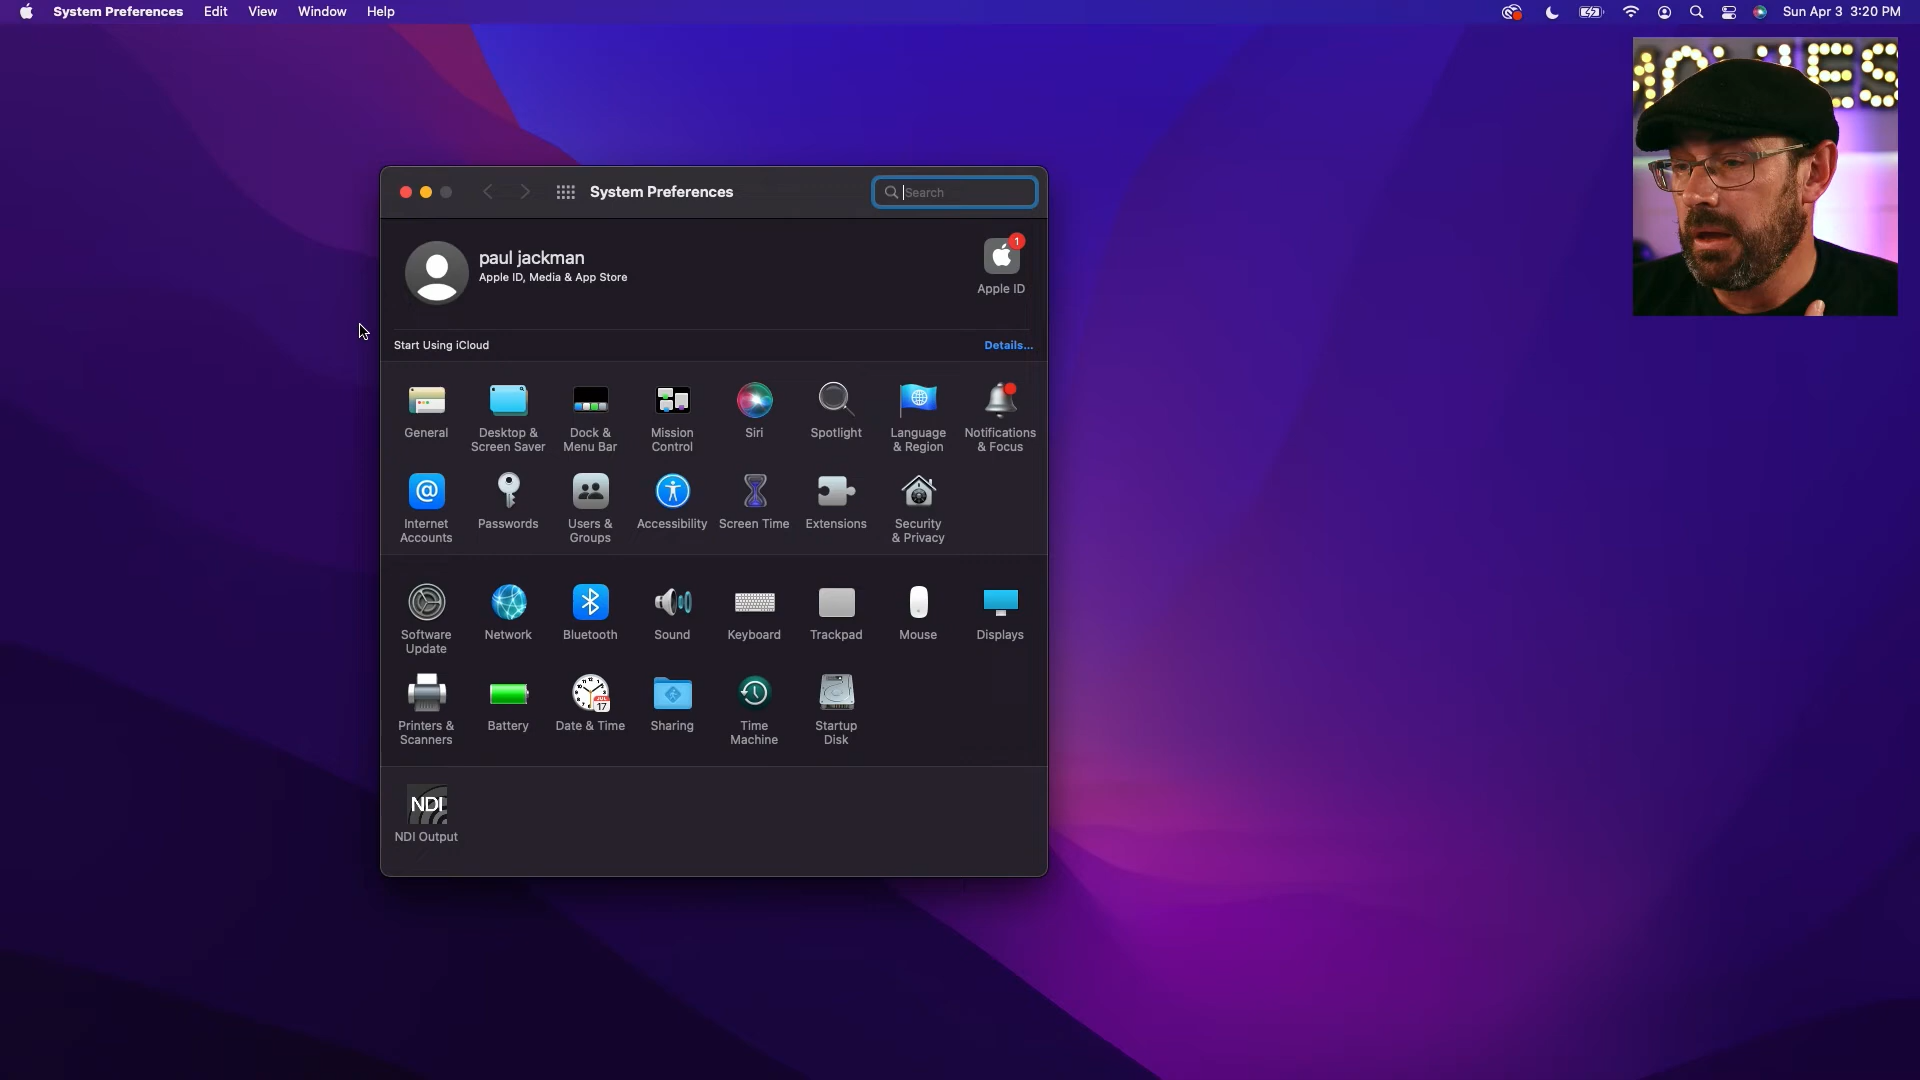 System Preferences Edit View Window Help
Sun Apr 3 3:20 PM
System Preferences
Search
paul jackman
Apple ID, Media & App Store
1
Apple ID
Start Using iCloud
Details...
General
Desktop &
Screen Saver
Dock &
Menu Bar
Mission
Control
Siri
Spotlight
Language
& Region
Notifications
& Focus
Internet
Accounts
Passwords
Users &
Groups
Accessibility
Screen Time
Extensions
Security
& Privacy
Software
Update
Network
Bluetooth
Sound
Keyboard
Trackpad
Mouse
Displays
Printers &
Scanners
Battery
JUL
17
Date & Time
Sharing
Time
Machine
Startup
Disk
NDI
NDI Output